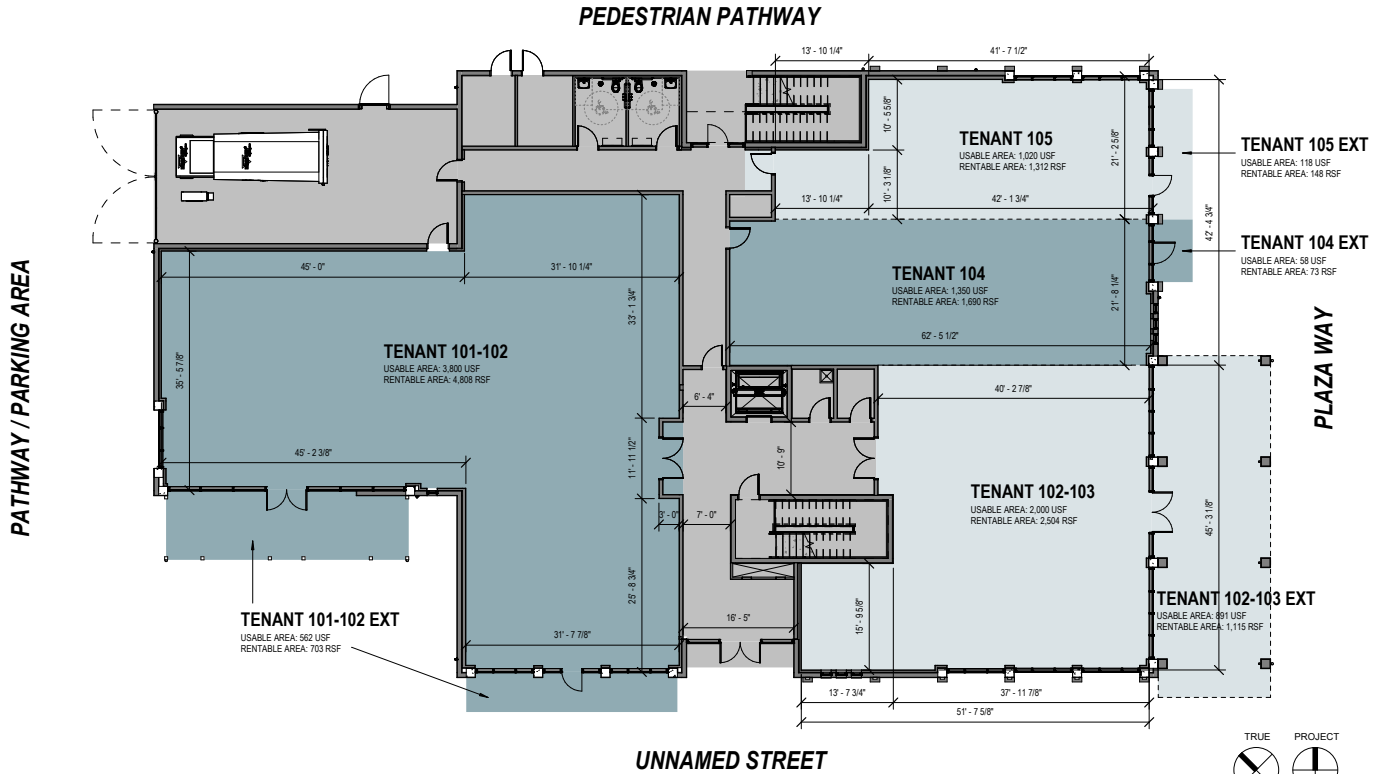 PEDESTRIAN PATHWAY
13' - 10 1/4"
41' - 7 1/2"
10' - 5 5/8"
TENANT 105
USABLE AREA: 1,020 USF
RENTABLE AREA: 1,312 RSF
21' - 2 5/8"
TENANT 105 EXT
USABLE AREA: 118 USF
RENTABLE AREA: 148 RSF
10' - 3 1/8"
13' - 10 1/4"
42' - 1 3/4"
42' - 4 3/4"
TENANT 104 EXT
USABLE AREA: 58 USF
RENTABLE AREA: 73 RSF
45' - 0"
31' - 10 1/4"
TENANT 104
USABLE AREA: 1,350 USF
RENTABLE AREA: 1,690 RSF
21' - 8 1/4"
33' - 1 3/4"
62' - 5 1/2"
PATHWAY / PARKING AREA
35' - 5 7/8"
TENANT 101-102
USABLE AREA: 3,800 USF
RENTABLE AREA: 4,808 RSF
PLAZA WAY
6' - 4"
40' - 2 7/8"
45' - 2 3/8"
11' - 11 1/2"
10' - 9"
TENANT 102-103
USABLE AREA: 2,000 USF
RENTABLE AREA: 2,504 RSF
3' - 0"
7' - 0"
45' - 3 1/8"
25' - 8 3/4"
15' - 9 5/8"
TENANT 102-103 EXT
USABLE AREA: 891 USF
RENTABLE AREA: 1,115 RSF
TENANT 101-102 EXT
USABLE AREA: 562 USF
RENTABLE AREA: 703 RSF
16' - 5"
31' - 7 7/8"
13' - 7 3/4"
37' - 11 7/8"
51' - 7 5/8"
UNNAMED STREET
TRUE
PROJECT